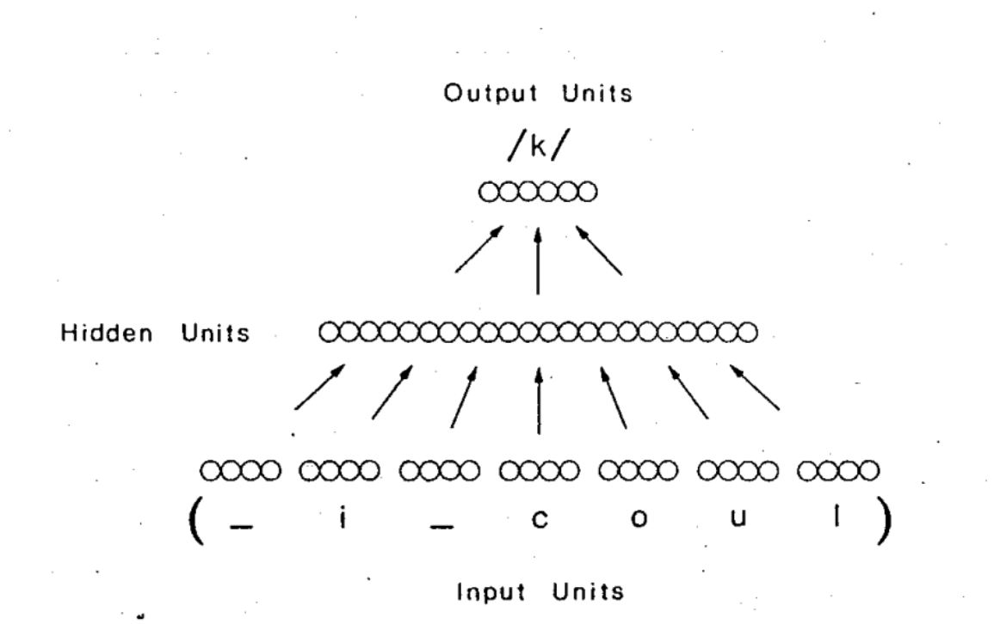 Output Units
/k/
Hidden Units
( _ i _ c o u l )
Input Units